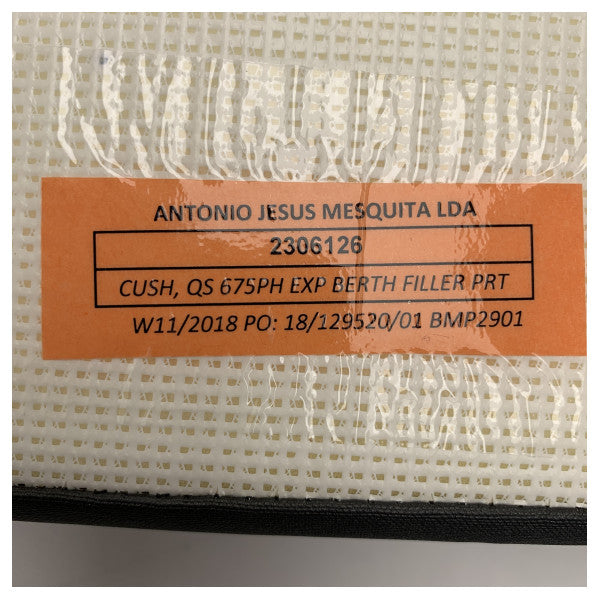 ANTONIO JESUS MESQUITA LDA
2306126
CUSH, QS 675PH EXP BERTH FILLER PRT
W11/2018 PO: 18/129520/01 BMP2901